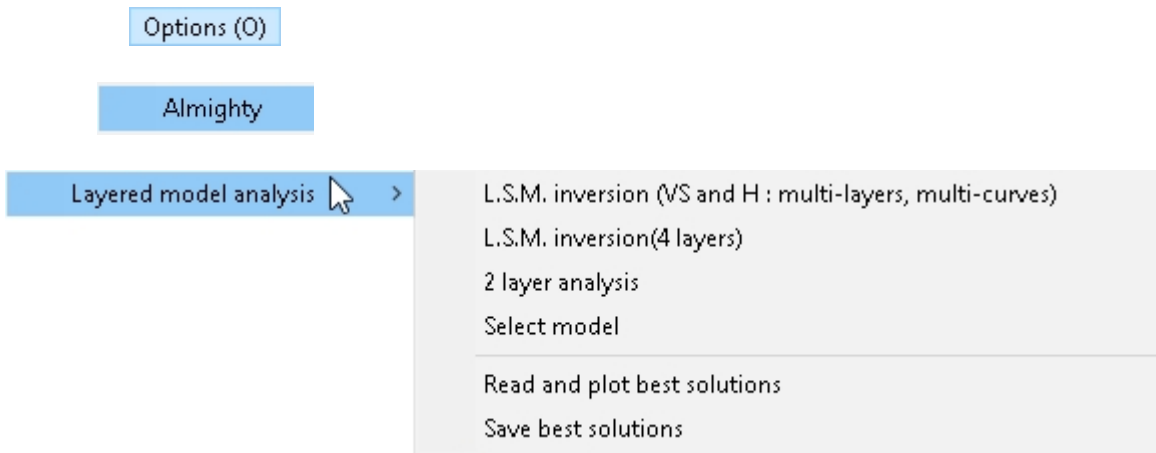 Options (O)
Almighty
Layered model analysis >
L.S.M. inversion (VS and H : multi-layers, multi-curves)
L.S.M. inversion(4 layers)
2 layer analysis
Select model
Read and plot best solutions
Save best solutions